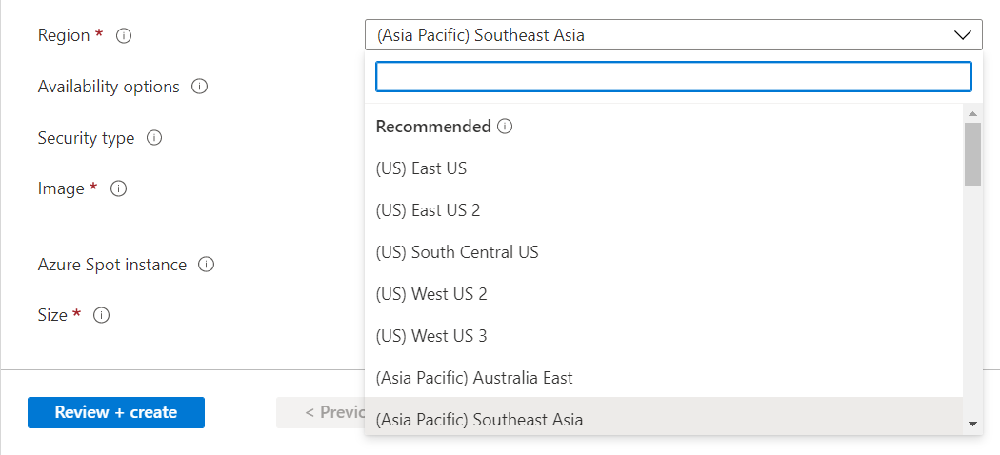 Region *
(Asia Pacific) Southeast Asia
Availability options
Security type
Image *
Azure Spot instance
Size *
Recommended
(US) East US
(US) East US 2
(US) South Central US
(US) West US 2
(US) West US 3
(Asia Pacific) Australia East
(Asia Pacific) Southeast Asia
Review + create
<